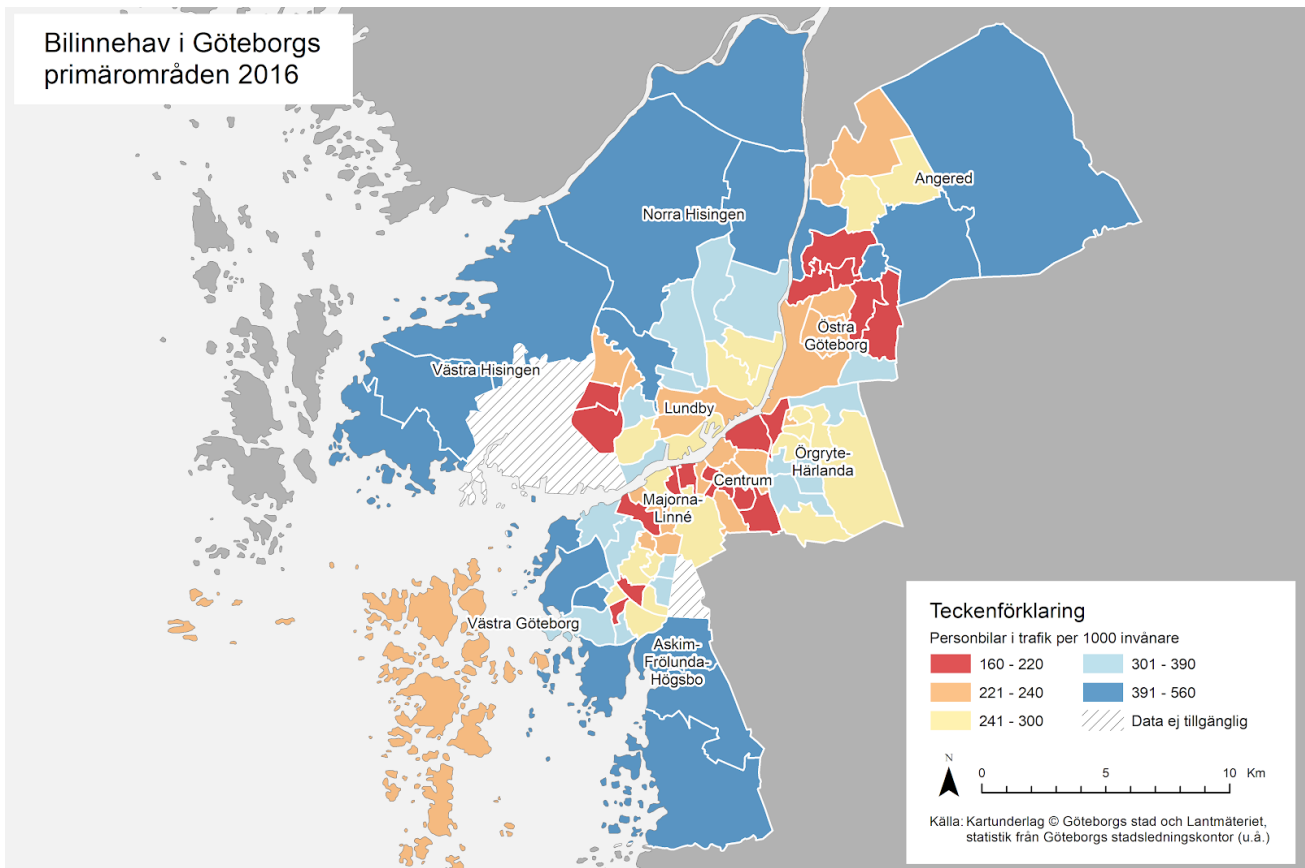 Bilinnehav i Göteborgs
primärområden 2016
Angered
Norra Hisingen
Östra
Göteborg
Västra Hisingen
Lundby
Örgryte-
Härlanda
Centrum
Majorna-
Linné
Västra Göteborg
Askim-
Frölunda-
Högsbo
Teckenförklaring
Personbilar i trafik per 1000 invånare
160 - 220
301 - 390
221 - 240
391 - 560
241 - 300
Data ej tillgänglig
N
0 5 10 Km
Källa: Kartunderlag © Göteborgs stad och Lantmäteriet,
statistik från Göteborgs stadsledningskontor (u.å.)